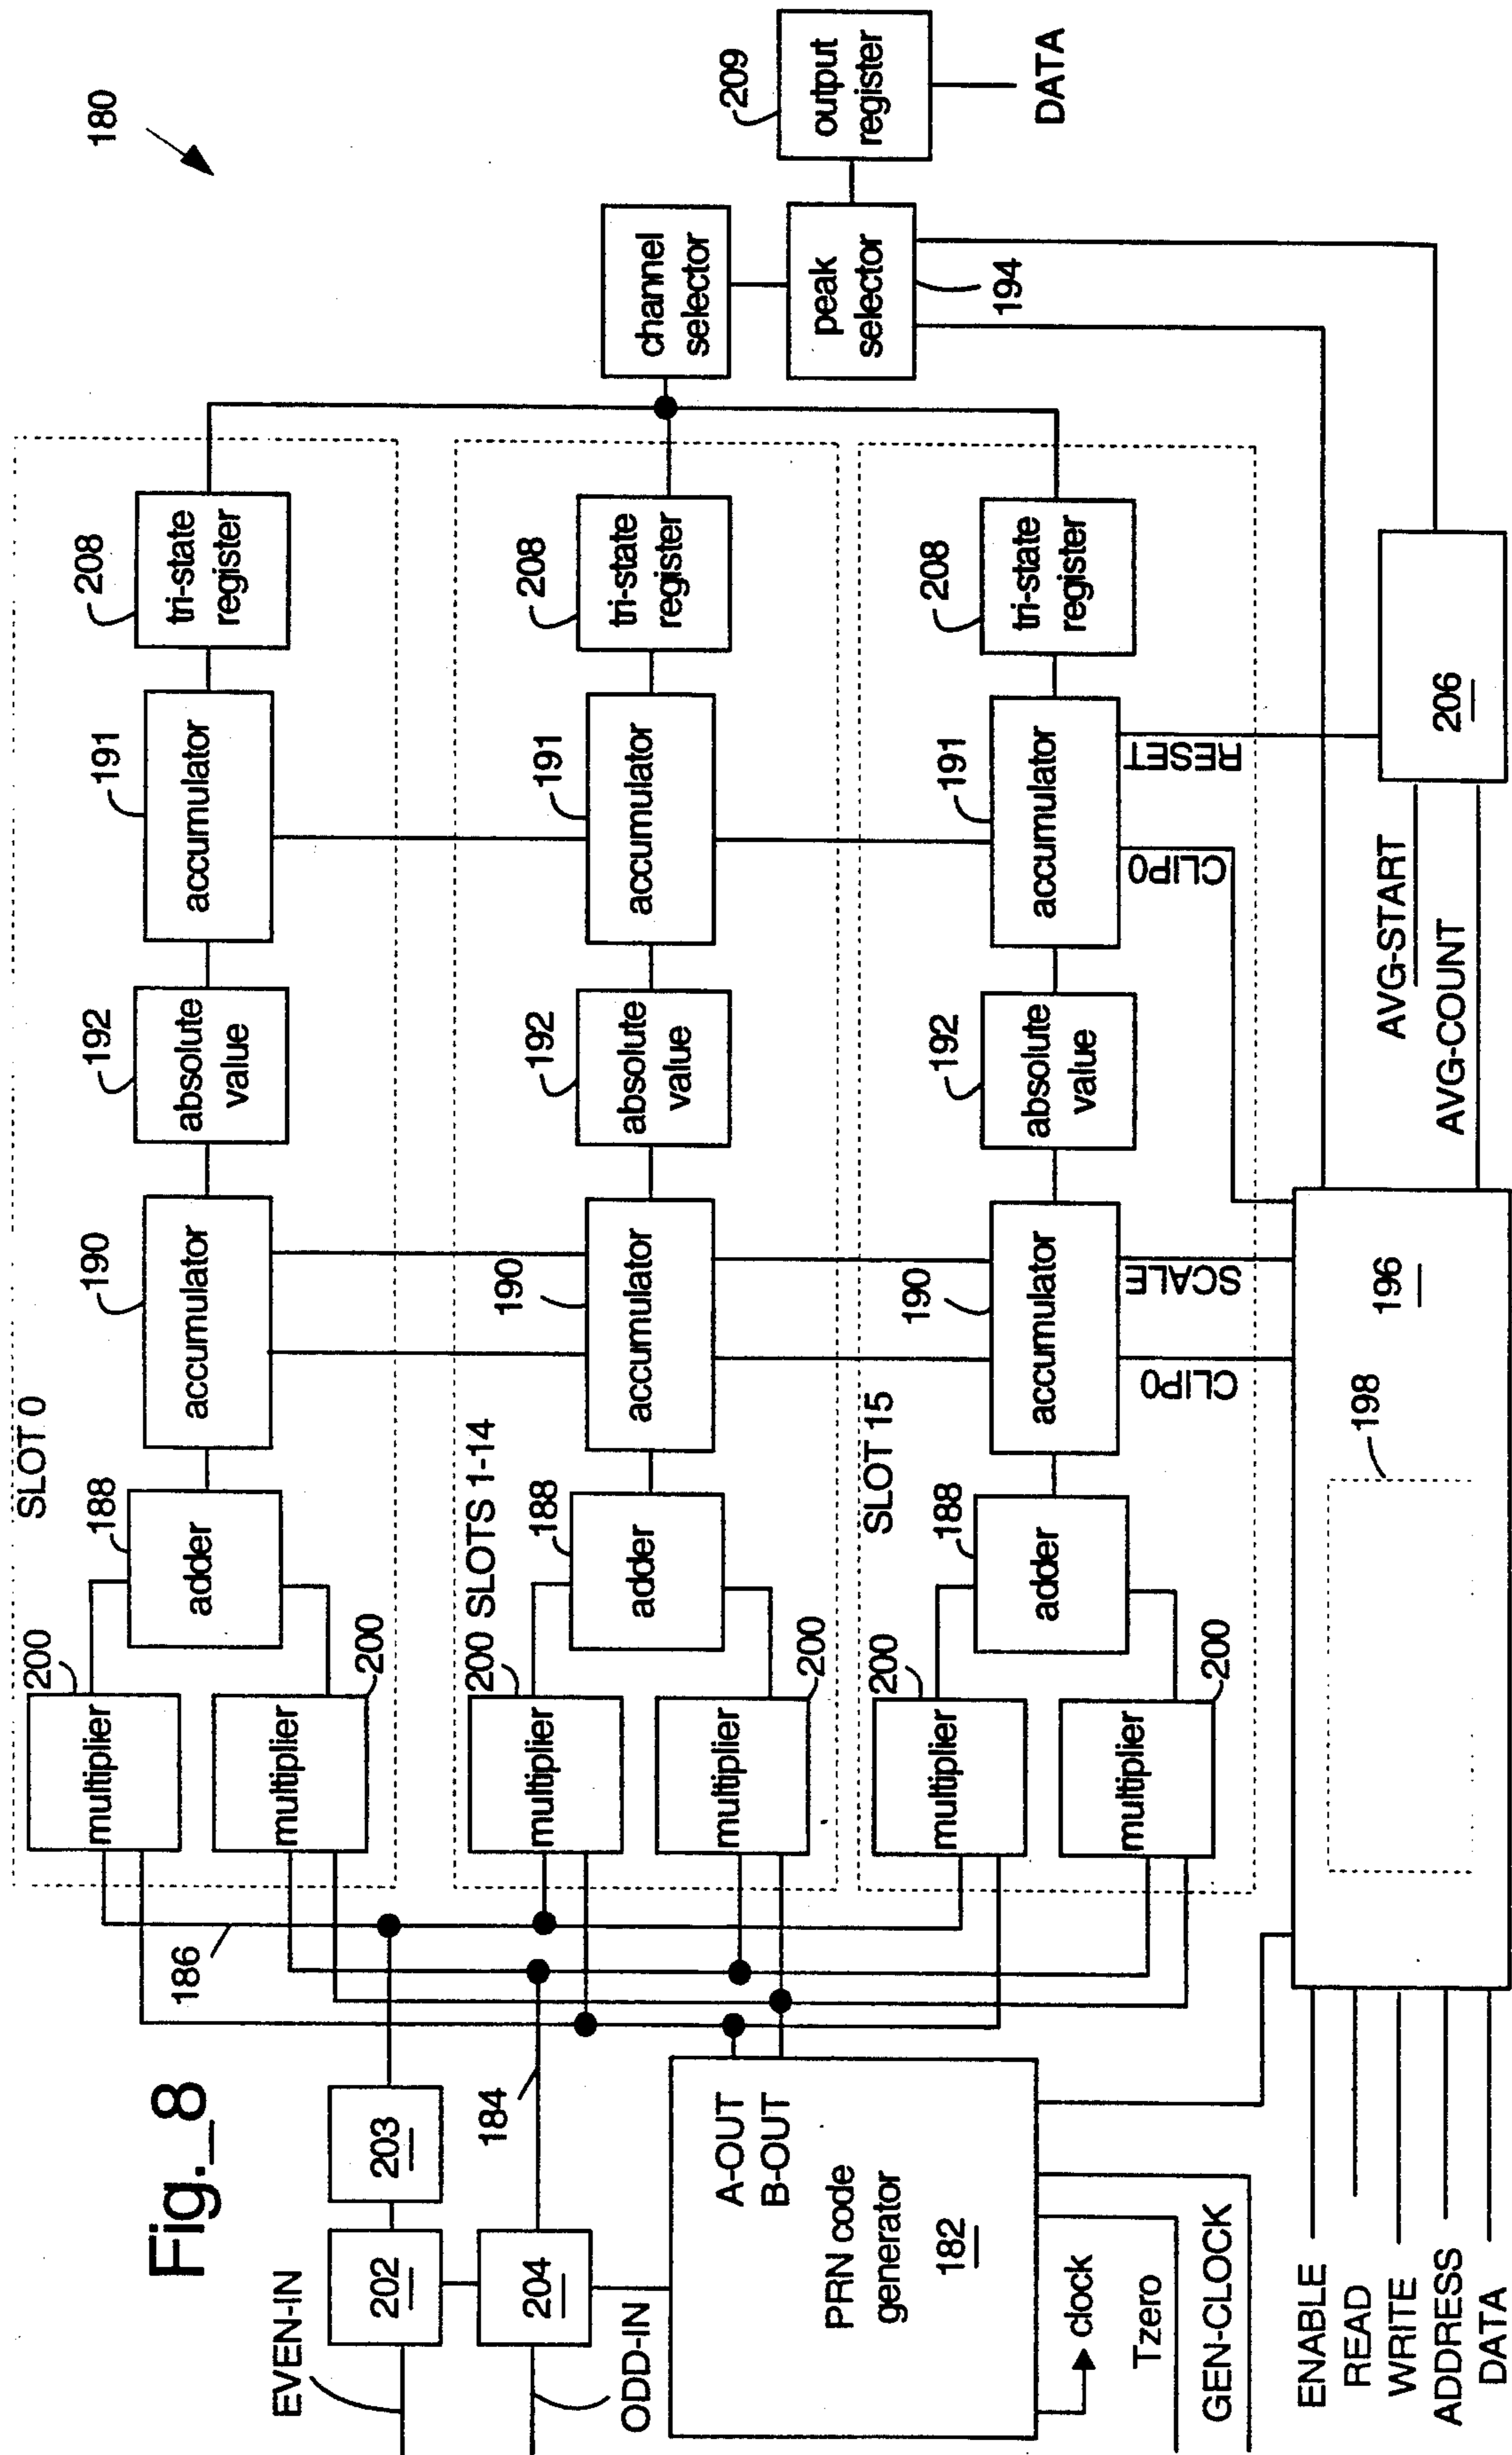 Fig._8
180
EVEN-IN
ODD-IN
202
203
204
184
186
A-OUT
B-OUT
PRN code
generator
182
clock
Tzero
GEN-CLOCK
ENABLE
READ
WRITE
ADDRESS
DATA
SLOT 0
multiplier
200
multiplier
200
adder
188
accumulator
190
absolute
value
192
accumulator
191
tri-state
register
208
SLOTS 1-14
multiplier
200
multiplier
200
adder
188
accumulator
190
absolute
value
192
accumulator
191
tri-state
register
208
SLOT 15
multiplier
200
multiplier
200
adder
188
accumulator
190
absolute
value
192
accumulator
191
tri-state
register
208
CLIP0
SCALE
CLIP0
RESET
198
196
AVG-START
AVG-COUNT
206
channel
selector
peak
selector
194
output
register
209
DATA